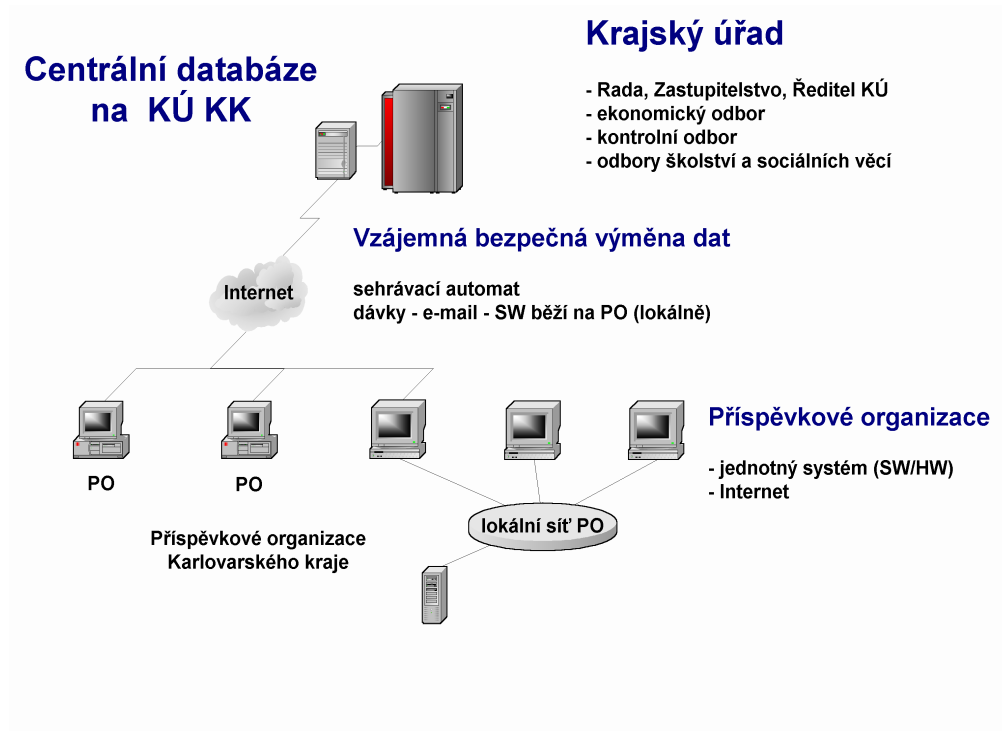 Krajský úřad
Centrální databáze
na KÚ KK
- Rada, Zastupitelstvo, Ředitel KÚ
- ekonomický odbor
- kontrolní odbor
- odbory školství a sociálních věcí
Vzájemná bezpečná výměna dat
Internet
sehrávací automat
dávky - e-mail - SW běží na PO (lokálně)
Příspěvkové organizace
- jednotný systém (SW/HW)
- Internet
PO
PO
lokální síť PO
Příspěvkové organizace
Karlovarského kraje